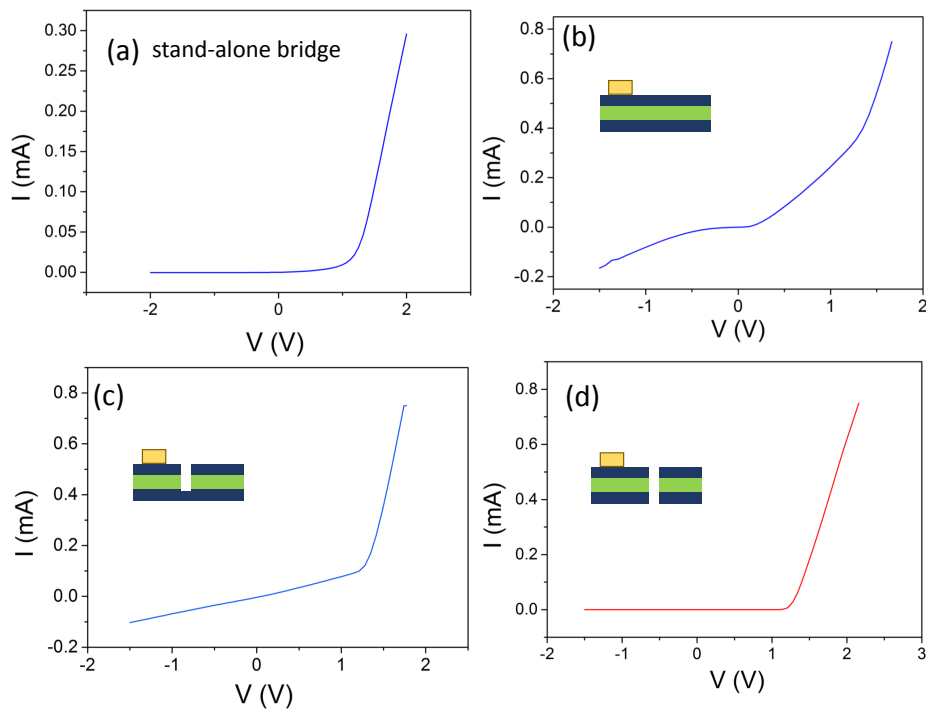 (a) stand-alone bridge
I (mA)
0.30
0.25
0.20
0.15
0.10
0.05
0.00
-2 0 2
V (V)
(b)
I (mA)
0.8
0.6
0.4
0.2
0.0
-0.2
-1 0 1 2
V (V)
(c)
I (mA)
0.8
0.6
0.4
0.2
0.0
-0.2
-2 -1 0 1 2
V (V)
(d)
I (mA)
0.8
0.6
0.4
0.2
0.0
-2 -1 0 1 2 3
V (V)